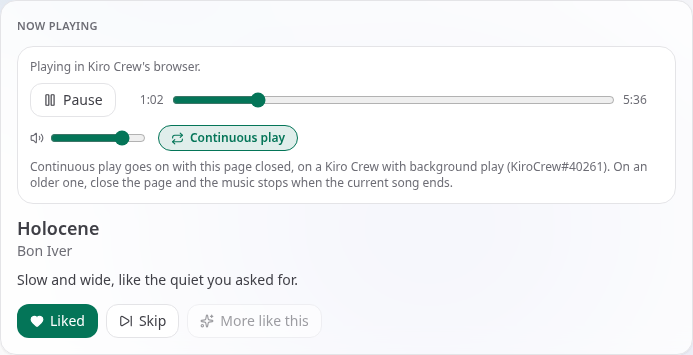 NOW PLAYING
Playing in Kiro Crew's browser.
Pause 1:02 5:36
Continuous play
Continuous play goes on with this page closed, on a Kiro Crew with background play (KiroCrew#40261). On an
older one, close the page and the music stops when the current song ends.
Holocene
Bon Iver
Slow and wide, like the quiet you asked for.
Liked Skip More like this